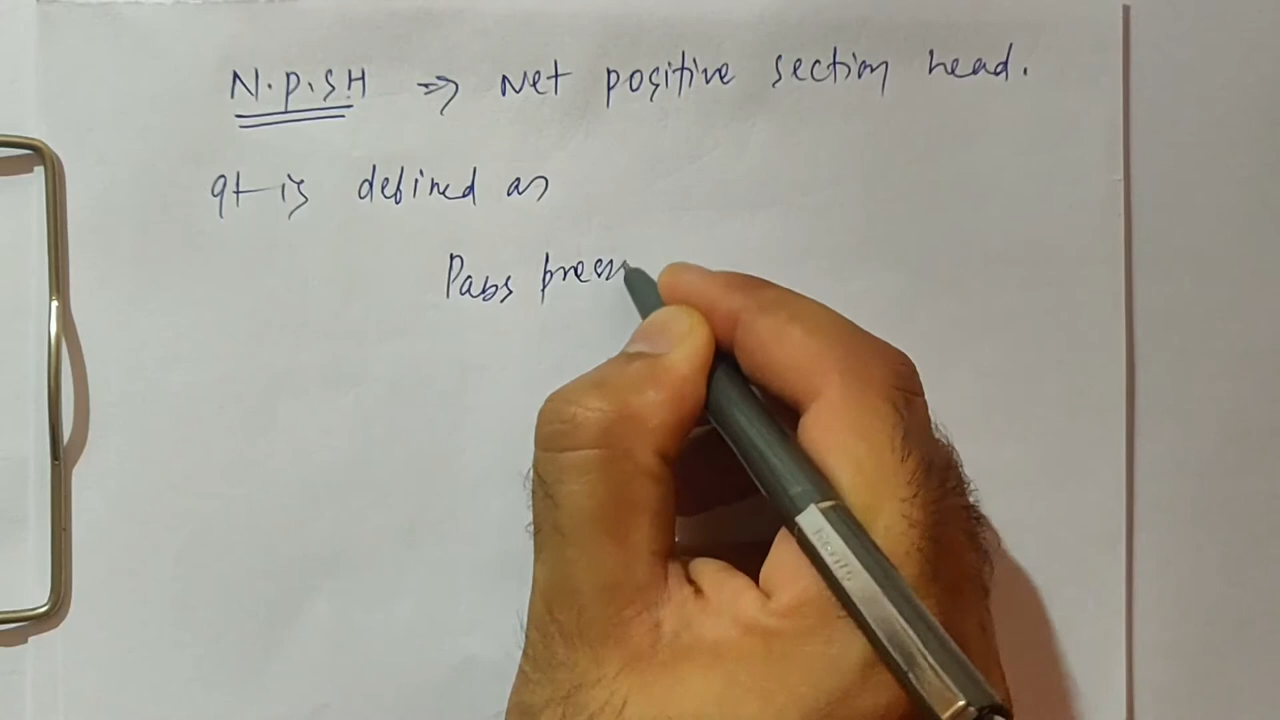 N.P.S.H ⇒ Net positive section head.
It is defined as
Pabs press